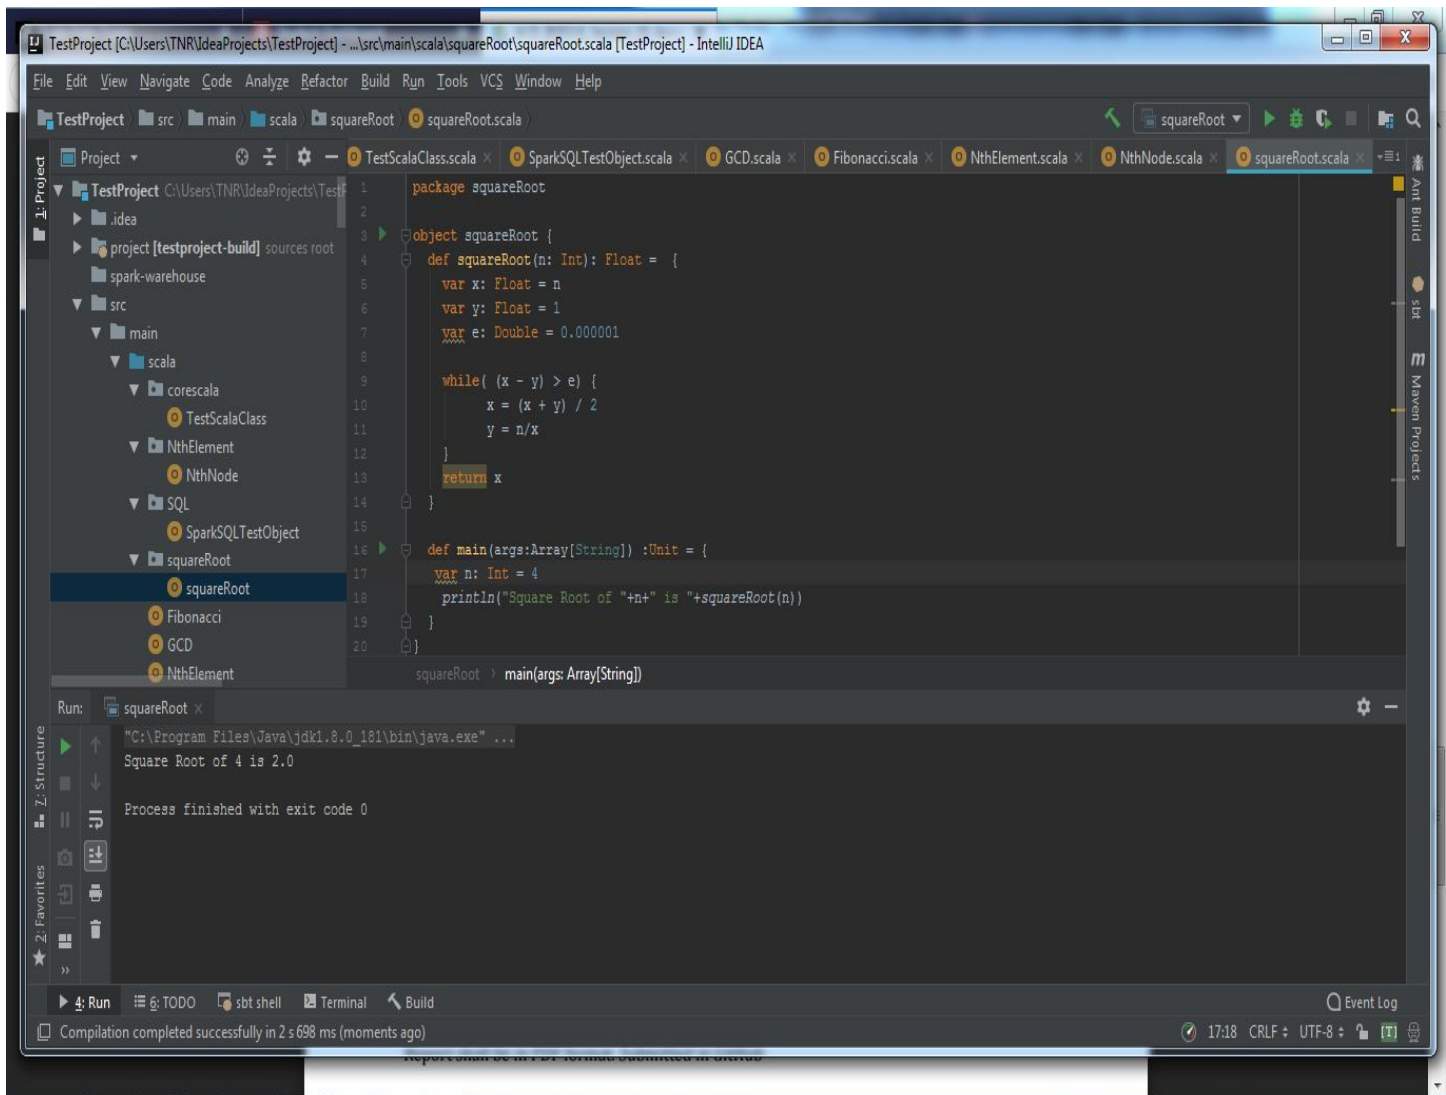 TestProject [C:\Users\TNR\IdeaProjects\TestProject] - ...\src\main\scala\squareRoot\squareRoot.scala [TestProject] - IntelliJ IDEA
File Edit View Navigate Code Analyze Refactor Build Run Tools VCS Window Help
TestProject src main scala squareRoot squareRoot.scala squareRoot
Project TestScalaClass.scala SparkSQLTestObject.scala GCD.scala Fibonacci.scala NthElement.scala NthNode.scala squareRoot.scala
1: Project
TestProject C:\Users\TNR\IdeaProjects\TestP
.idea
project [testproject-build] sources root
spark-warehouse
src
main
scala
corescala
TestScalaClass
NthElement
NthNode
SQL
SparkSQLTestObject
squareRoot
squareRoot
Fibonacci
GCD
NthElement
1 package squareRoot
2
3 object squareRoot {
4 def squareRoot(n: Int): Float =  {
5 var x: Float = n
6 var y: Float = 1
7 var e: Double = 0.000001
8
9 while( (x - y) > e) {
10 x = (x + y) / 2
11 y = n/x
12 }
13 return x
14 }
15
16 def main(args:Array[String]) :Unit = {
17 var n: Int = 4
18 println("Square Root of "+n+" is "+squareRoot(n))
19 }
20 }
squareRoot main(args: Array[String])
Ant Build
sbt
m Maven Projects
Run: squareRoot
"C:\Program Files\Java\jdk1.8.0_181\bin\java.exe" ...
Square Root of 4 is 2.0
Process finished with exit code 0
7: Structure
2: Favorites
4: Run 6: TODO sbt shell Terminal Build Event Log
Compilation completed successfully in 2 s 698 ms (moments ago) 17:18 CRLF UTF-8 [T]